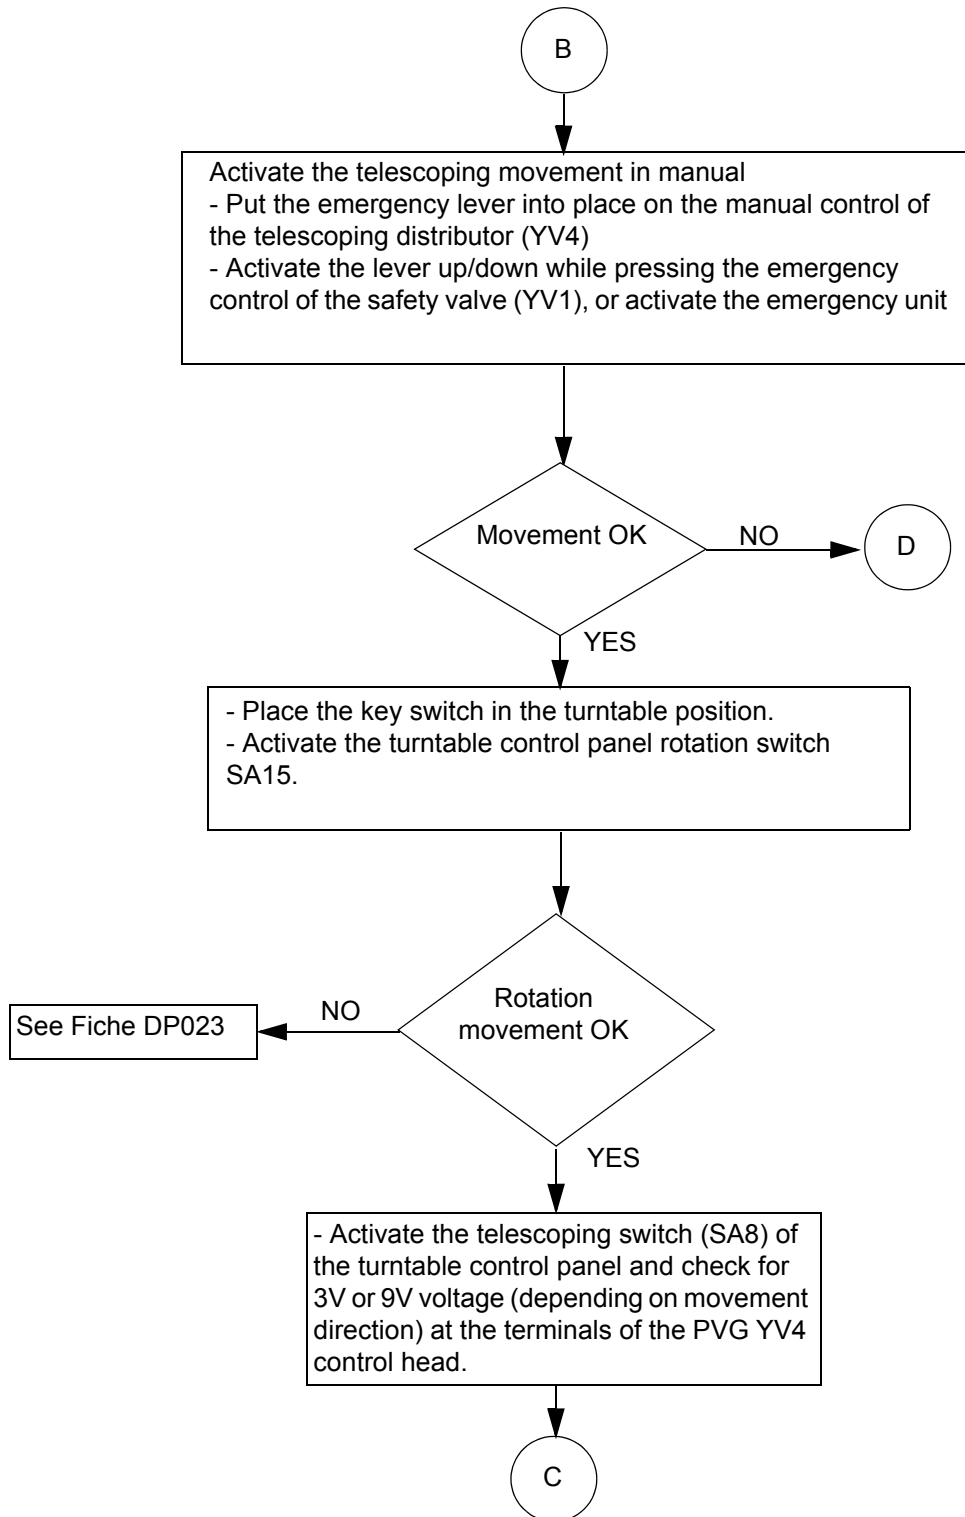 B
Activate the telescoping movement in manual
- Put the emergency lever into place on the manual control of
the telescoping distributor (YV4)
- Activate the lever up/down while pressing the emergency
control of the safety valve (YV1), or activate the emergency unit
Movement OK
NO
D
YES
- Place the key switch in the turntable position.
- Activate the turntable control panel rotation switch
SA15.
Rotation
movement OK
NO
See Fiche DP023
YES
- Activate the telescoping switch (SA8) of
the turntable control panel and check for
3V or 9V voltage (depending on movement
direction) at the terminals of the PVG YV4
control head.
C